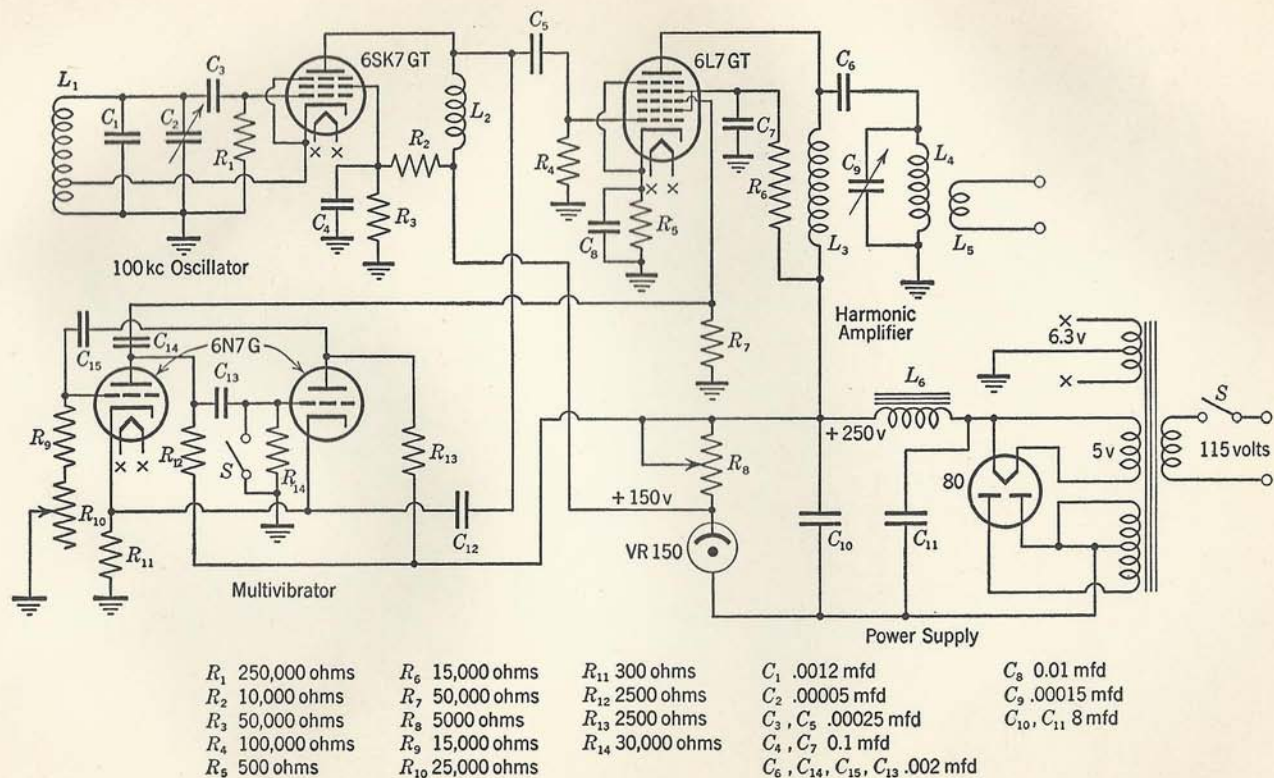 C₅
6SK7 GT
6L7 GT
L₁
C₃
C₆
C₁
C₂
L₂
R₁
R₂
C₇
R₄
L₄
C₉
R₆
C₄
R₃
C₈
R₅
L₃
L₅
× ×
× ×
100 kc Oscillator
Harmonic
Amplifier
C₁₅
C₁₄
6N7 G
R₇
×
6.3 v
×
C₁₃
L₆
S
R₉
R₁₂
S
R₁₄
R₁₃
R₈
+ 250 v
5 v
115 volts
× ×
80
R₁₀
+ 150 v
R₁₁
C₁₂
VR 150
C₁₀
C₁₁
Multivibrator
Power Supply
R₁ 250,000 ohms
R₂ 10,000 ohms
R₃ 50,000 ohms
R₄ 100,000 ohms
R₅ 500 ohms
R₆ 15,000 ohms
R₇ 50,000 ohms
R₈ 5000 ohms
R₉ 15,000 ohms
R₁₀ 25,000 ohms
R₁₁ 300 ohms
R₁₂ 2500 ohms
R₁₃ 2500 ohms
R₁₄ 30,000 ohms
C₁ .0012 mfd
C₂ .00005 mfd
C₃ , C₅ .00025 mfd
C₄ , C₇ 0.1 mfd
C₆ , C₁₄ , C₁₅ , C₁₃ .002 mfd
C₈ 0.01 mfd
C₉ .00015 mfd
C₁₀ , C₁₁ 8 mfd